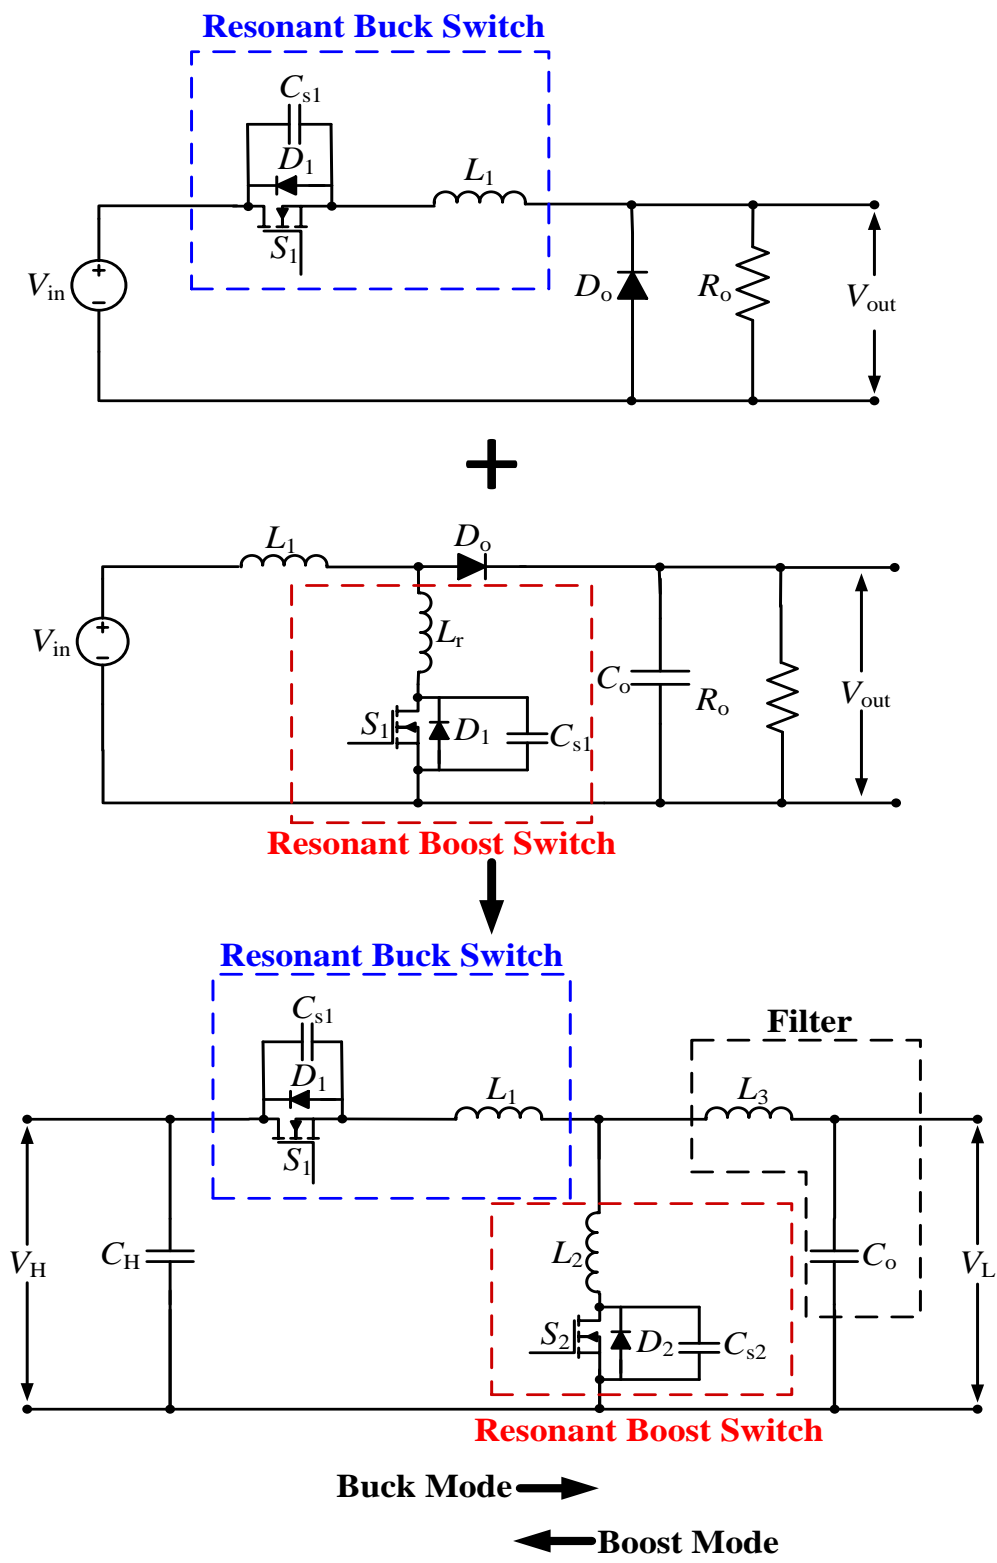 Resonant Buck Switch
Cs1
D1
L1
S1
Vin
+
−
Do
Ro
Vout
+
L1
Do
Lr
Vin
+
−
S1
D1
Cs1
Co
Ro
Vout
Resonant Boost Switch
Resonant Buck Switch
Cs1
Filter
D1
L1
L3
S1
VH
CH
L2
Co
VL
S2
D2
Cs2
Resonant Boost Switch
Buck Mode
Boost Mode